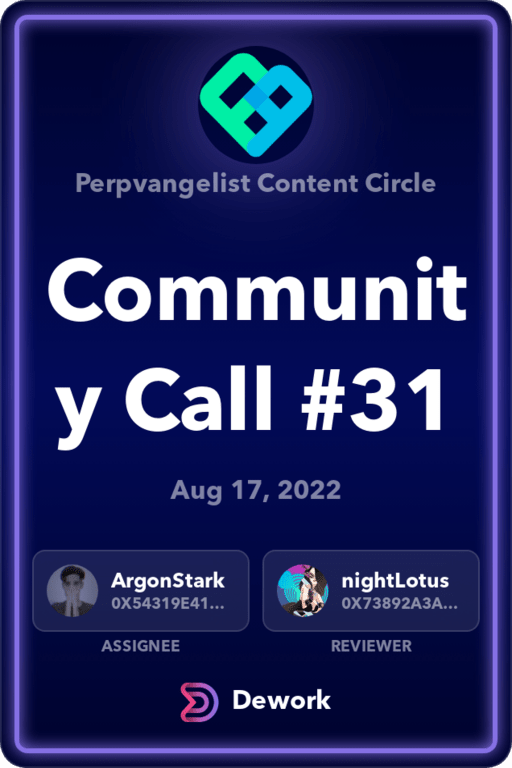 Perpvangelist Content Circle
Communit
y Call #31
Aug 17, 2022
ArgonStark
0X54319E41...
nightLotus
0X73892A3A...
ASSIGNEE
REVIEWER
Dework